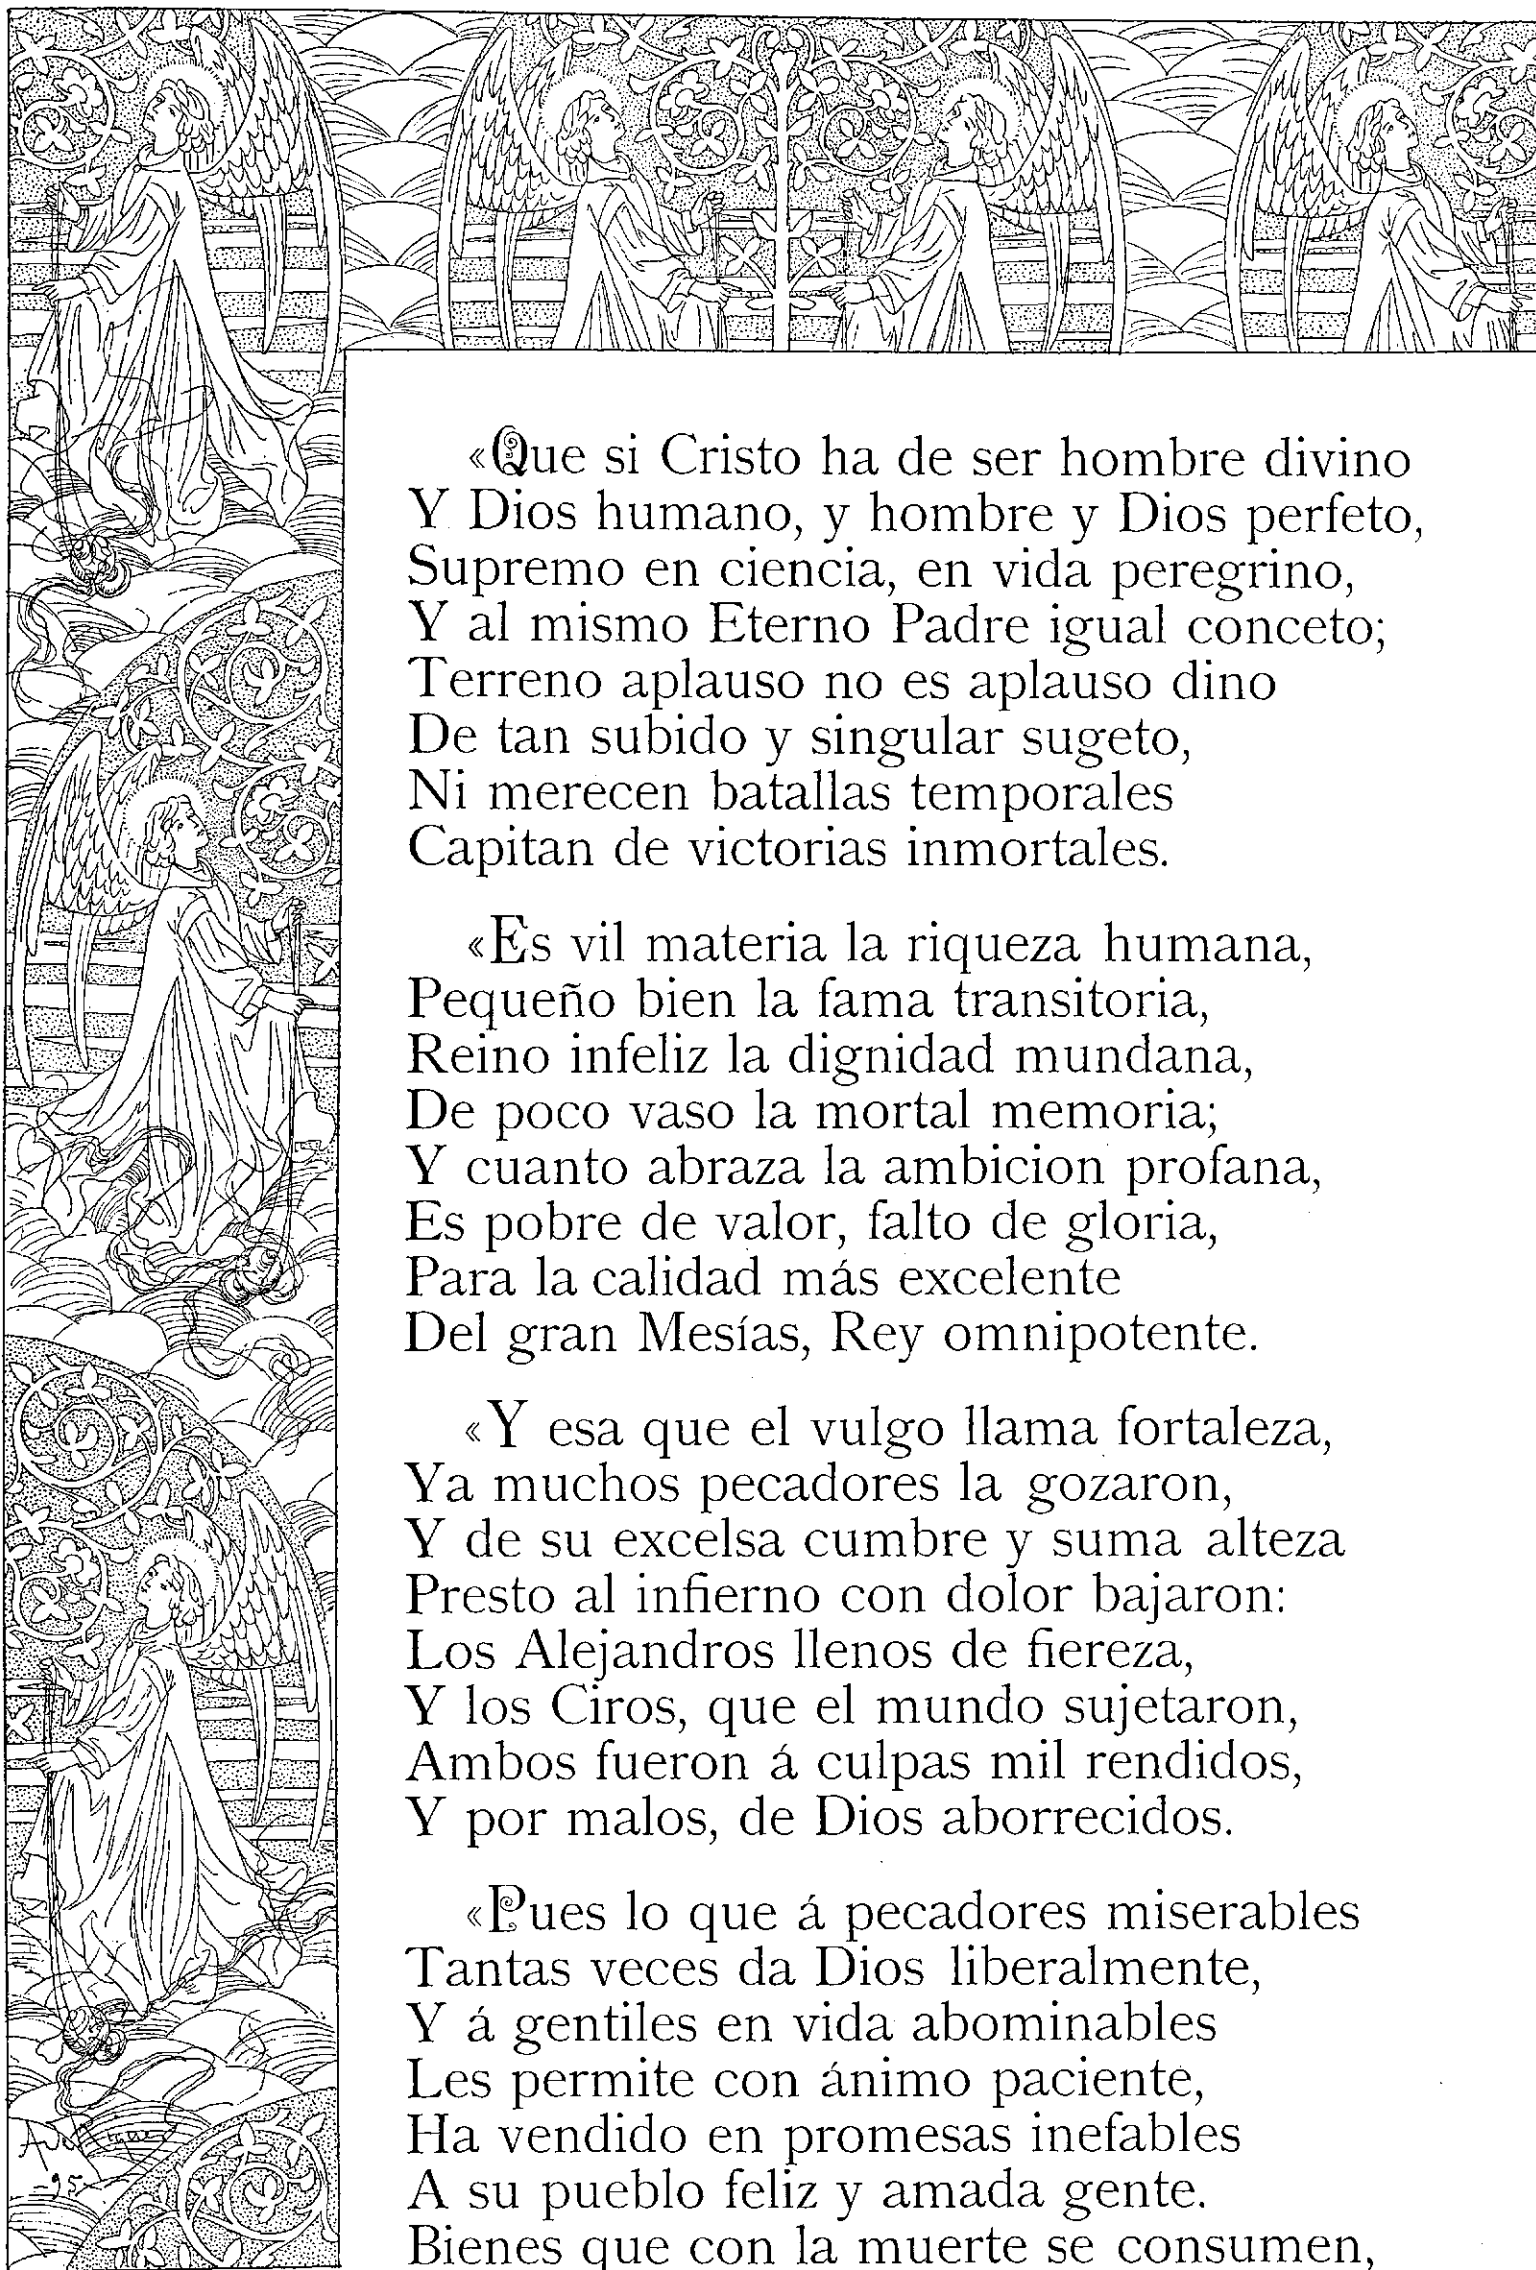 «Que si Cristo ha de ser hombre divino
Y Dios humano, y hombre y Dios perfeto,
Supremo en ciencia, en vida peregrino,
Y al mismo Eterno Padre igual conceto;
Terreno aplauso no es aplauso dino
De tan subido y singular sugeto,
Ni merecen batallas temporales
Capitan de victorias inmortales.
«Es vil materia la riqueza humana,
Pequeño bien la fama transitoria,
Reino infeliz la dignidad mundana,
De poco vaso la mortal memoria;
Y cuanto abraza la ambicion profana,
Es pobre de valor, falto de gloria,
Para la calidad más excelente
Del gran Mesías, Rey omnipotente.
«Y esa que el vulgo llama fortaleza,
Ya muchos pecadores la gozaron,
Y de su excelsa cumbre y suma alteza
Presto al infierno con dolor bajaron:
Los Alejandros llenos de fiereza,
Y los Ciros, que el mundo sujetaron,
Ambos fueron á culpas mil rendidos,
Y por malos, de Dios aborrecidos.
«Pues lo que á pecadores miserables
Tantas veces da Dios liberalmente,
Y á gentiles en vida abominables
Les permite con ánimo paciente,
Ha vendido en promesas inefables
A su pueblo feliz y amada gente.
Bienes que con la muerte se consumen,